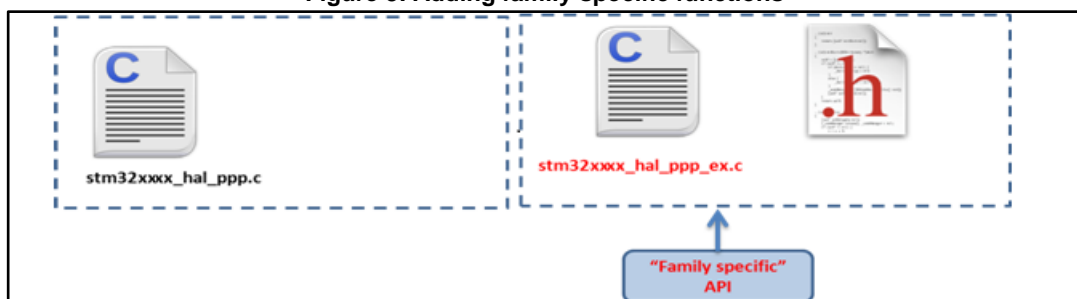 C
C
.h
stm32xxxx_hal_ppp.c
stm32xxxx_hal_ppp_ex.c
"Family specific"
API